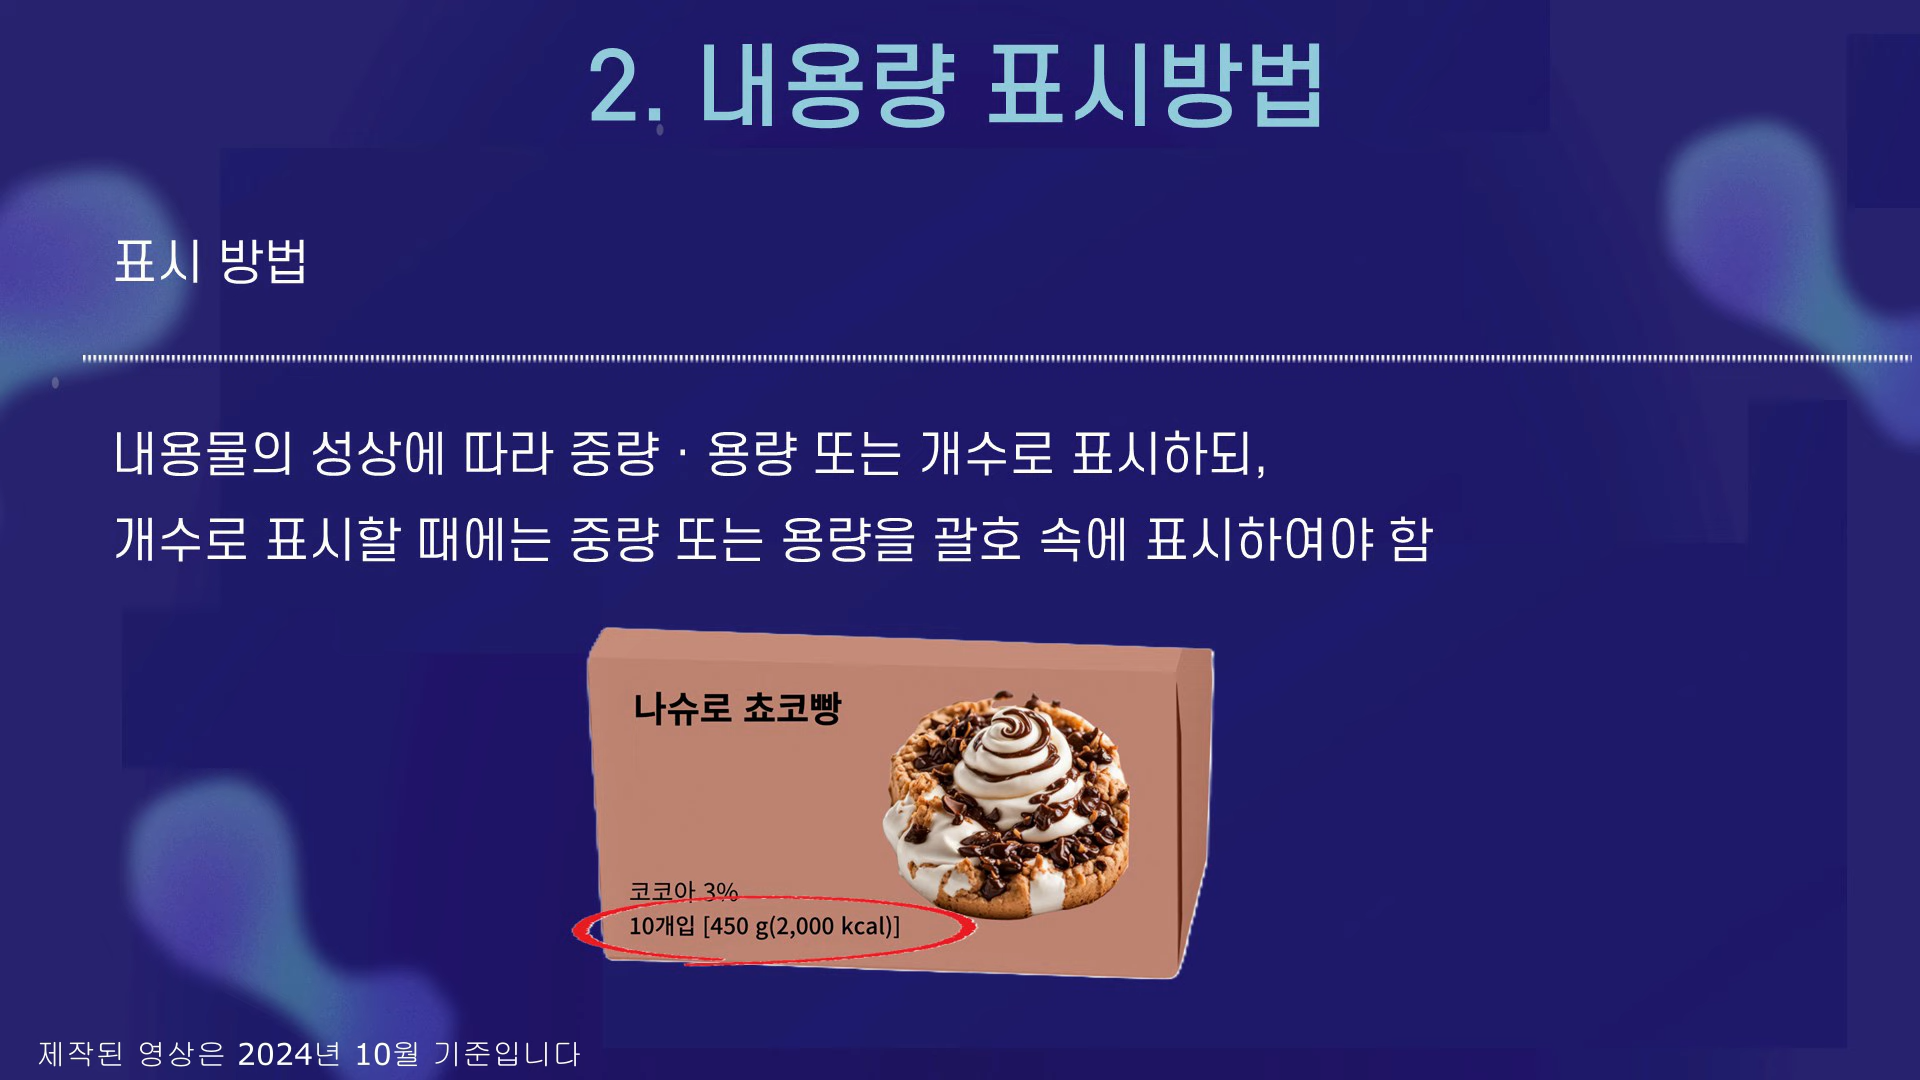 2. 내용량 표시방법
표시 방법
내용물의 성상에 따라 중량 · 용량 또는 개수로 표시하되,
개수로 표시할 때에는 중량 또는 용량을 괄호 속에 표시하여야 함
나슈로 쵸코빵
코코아 3%
10개입 [450 g(2,000 kcal)]
제작된 영상은 2024년 10월 기준입니다